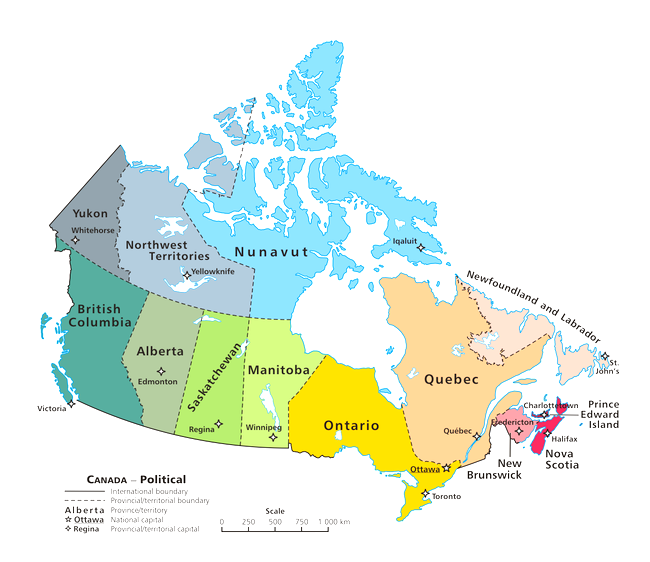 Yukon
Whitehorse
Northwest
Territories
Yellowknife
Nunavut
Iqaluit
British
Columbia
Victoria
Alberta
Edmonton
Saskatchewan
Regina
Manitoba
Winnipeg
Ontario
Ottawa
Toronto
Quebec
Québec
Newfoundland and Labrador
St.
John's
Charlottetown
Prince
Edward
Island
Fredericton
Halifax
New
Brunswick
Nova
Scotia
CANADA – Political
International boundary
Provincial/territorial boundary
Alberta Province/territory
Ottawa National capital
Regina Provincial/territorial capital
Scale
0 250 500 750 1 000 km